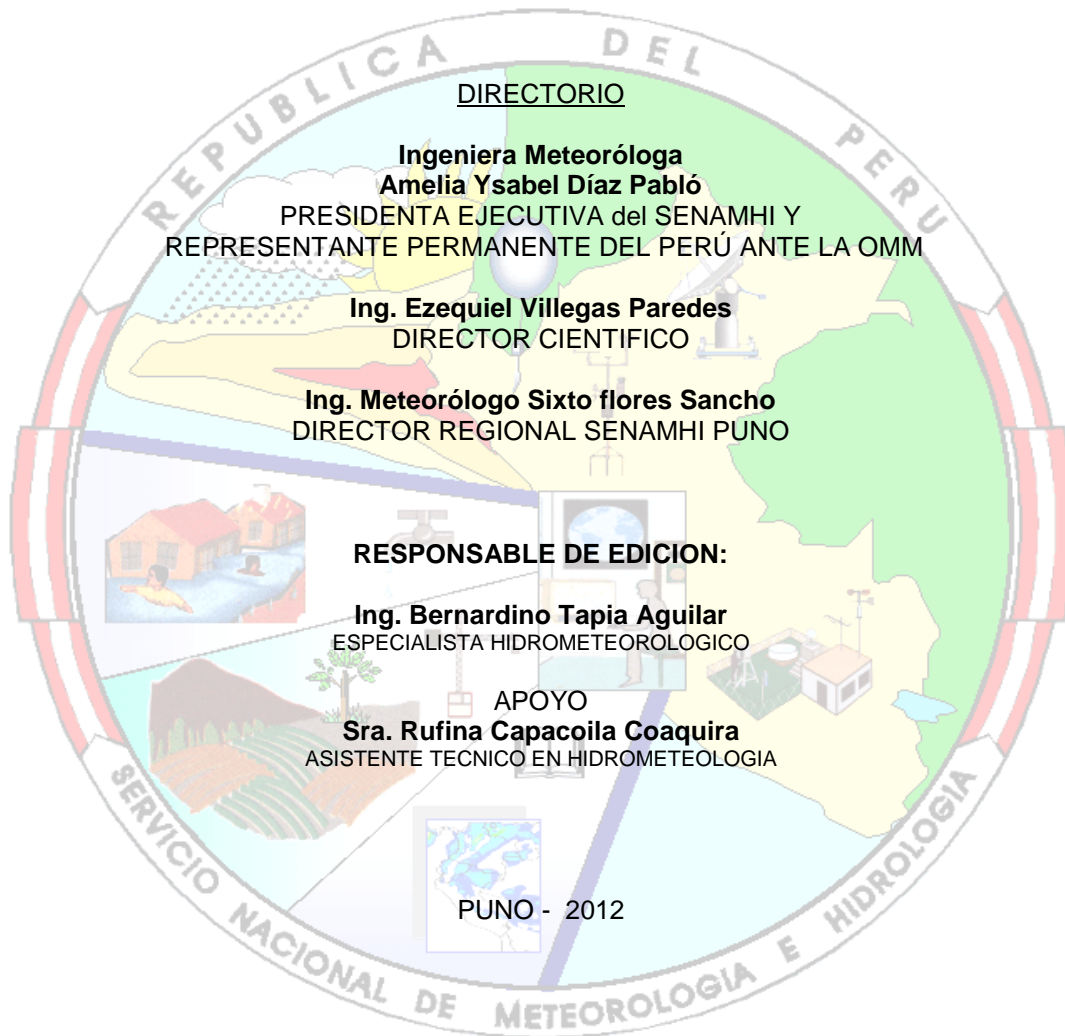 REPUBLICA DEL PERU
DIRECTORIO
Ingeniera Meteoróloga
Amelia Ysabel Díaz Pabló
PRESIDENTA EJECUTIVA del SENAMHI Y
REPRESENTANTE PERMANENTE DEL PERÚ ANTE LA OMM
Ing. Ezequiel Villegas Paredes
DIRECTOR CIENTIFICO
Ing. Meteorólogo Sixto flores Sancho
DIRECTOR REGIONAL SENAMHI PUNO
RESPONSABLE DE EDICION:
Ing. Bernardino Tapia Aguilar
ESPECIALISTA HIDROMETEOROLOGICO
APOYO
Sra. Rufina Capacoila Coaquira
ASISTENTE TECNICO EN HIDROMETEOLOGIA
PUNO - 2012
SERVICIO NACIONAL DE METEOROLOGIA E HIDROLOGIA